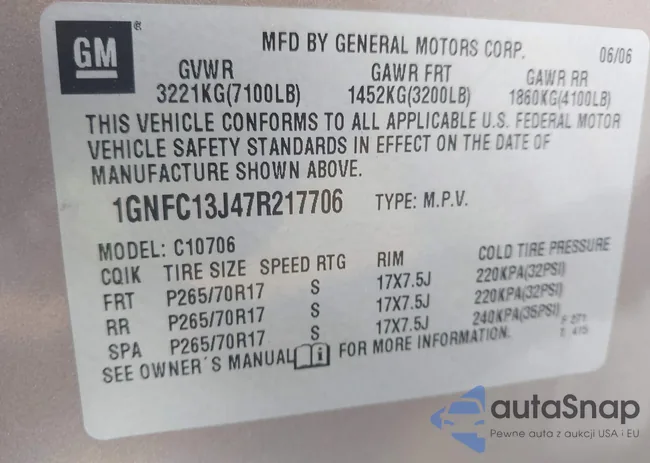 GM
MFD BY GENERAL MOTORS CORP. 06/06
GVWR GAWR FRT GAWR RR
3221KG(7100LB) 1452KG(3200LB) 1860KG(4100LB)
THIS VEHICLE CONFORMS TO ALL APPLICABLE U.S. FEDERAL MOTOR
VEHICLE SAFETY STANDARDS IN EFFECT ON THE DATE OF
MANUFACTURE SHOWN ABOVE.
1GNFC13J47R217706 TYPE: M.P.V.
MODEL: C10706
CQIK TIRE SIZE SPEED RTG RIM COLD TIRE PRESSURE
FRT P265/70R17 S 17X7.5J 220KPA(32PSI)
RR P265/70R17 S 17X7.5J 220KPA(32PSI)
SPA P265/70R17 S 17X7.5J 240KPA(35PSI)
SEE OWNER'S MANUAL FOR MORE INFORMATION.
autaSnap
Pewne auta z aukcji USA i EU